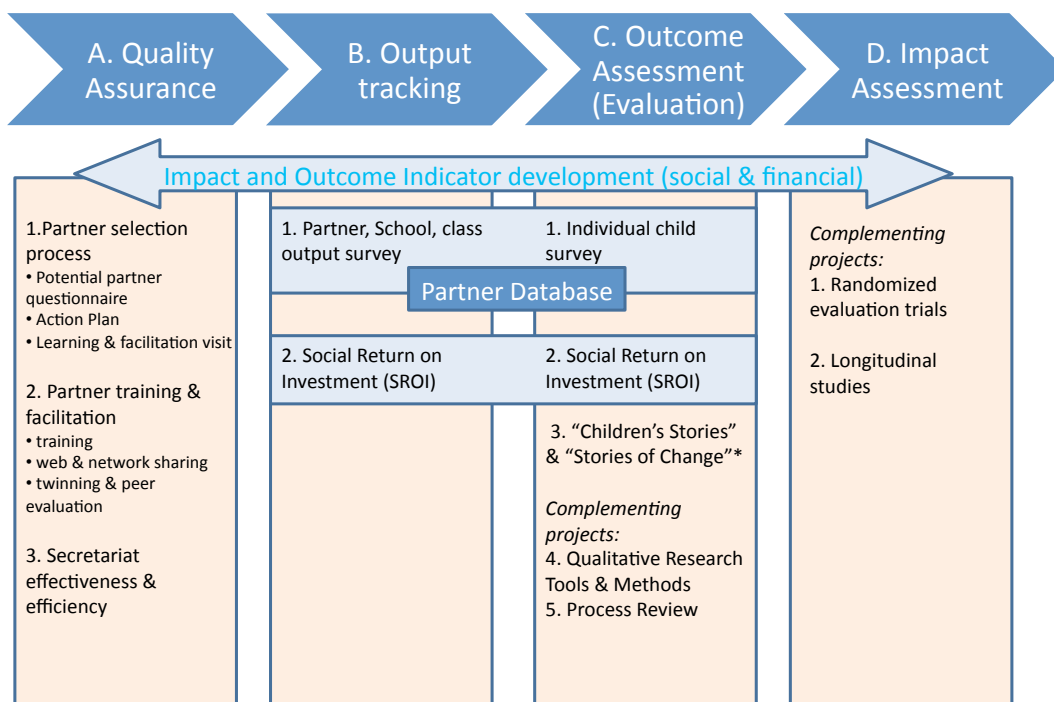 A. Quality
Assurance
B. Output
tracking
C. Outcome
Assessment
(Evaluation)
D. Impact
Assessment
Impact and Outcome Indicator development (social & financial)
1.Partner selection
process
• Potential partner
questionnaire
• Action Plan
• Learning & facilitation visit
2. Partner training &
facilitation
• training
• web & network sharing
• twinning & peer
evaluation
3. Secretariat
effectiveness &
efficiency
1. Partner, School, class
output survey
1. Individual child
survey
Partner Database
2. Social Return on
Investment (SROI)
2. Social Return on
Investment (SROI)
3. “Children’s Stories”
& “Stories of Change”*
Complementing
projects:
4. Qualitative Research
Tools & Methods
5. Process Review
Complementing
projects:
1. Randomized
evaluation trials
2. Longitudinal
studies